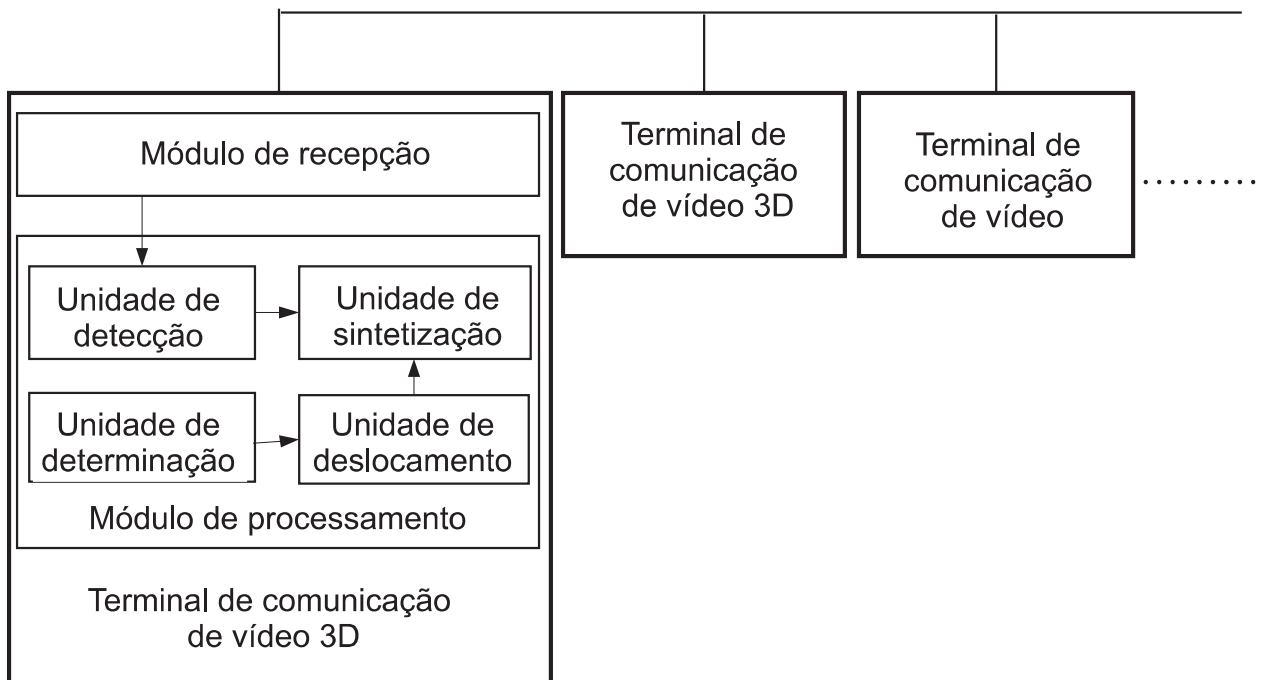 Módulo de recepção
Unidade de
detecção
Unidade de
sintetização
Unidade de
determinação
Unidade de
deslocamento
Módulo de processamento
Terminal de comunicação
de vídeo 3D
Terminal de
comunicação
de vídeo 3D
Terminal de
comunicação
de vídeo
.........